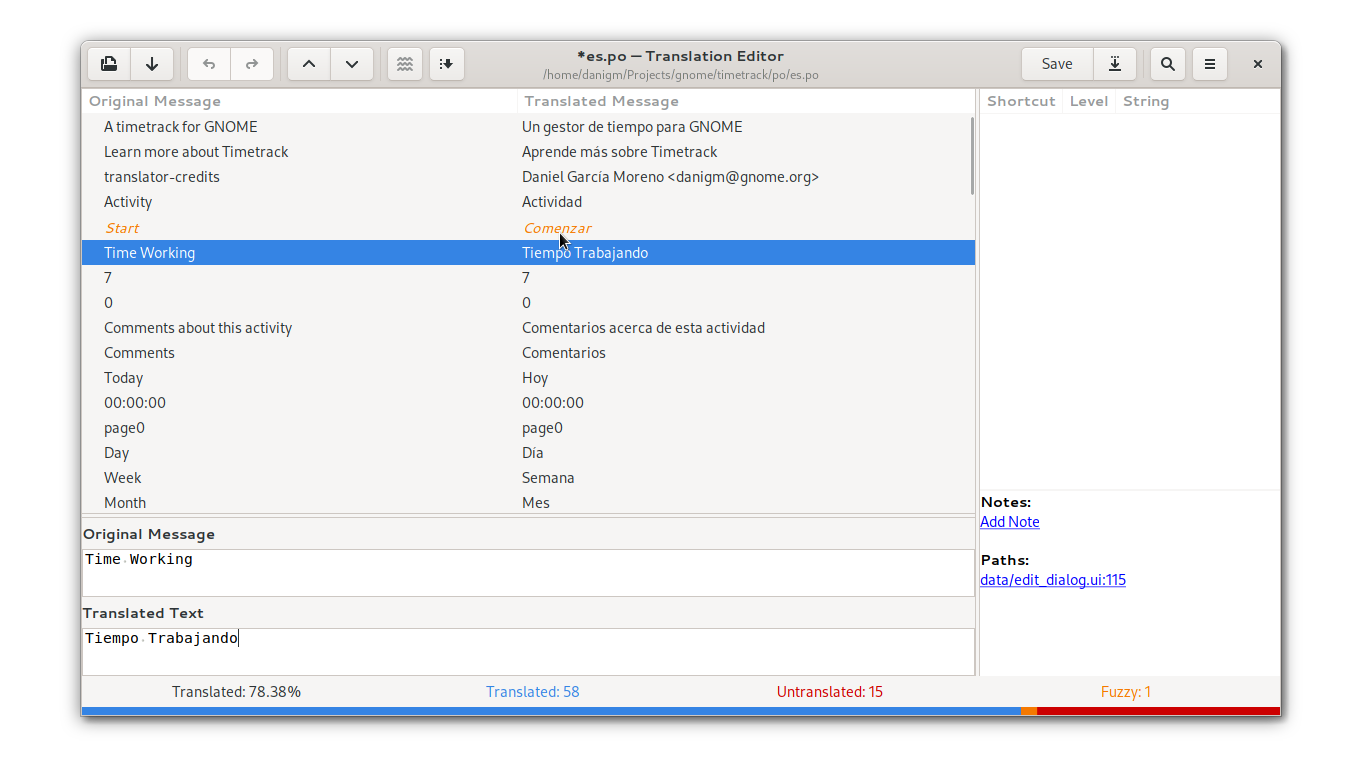 *es.po — Translation Editor
/home/danigm/Projects/gnome/timetrack/po/es.po
Save
Original Message Translated Message
Shortcut Level String
A timetrack for GNOME Un gestor de tiempo para GNOME
Learn more about Timetrack Aprende más sobre Timetrack
translator-credits Daniel García Moreno <danigm@gnome.org>
Activity Actividad
Start Comenzar
Time Working Tiempo Trabajando
7 7
0 0
Comments about this activity Comentarios acerca de esta actividad
Comments Comentarios
Today Hoy
00:00:00 00:00:00
page0 page0
Day Día
Week Semana
Month Mes
Original Message
Time Working
Translated Text
Tiempo Trabajando
Notes:
Add Note
Paths:
data/edit_dialog.ui:115
Translated: 78.38% Translated: 58 Untranslated: 15 Fuzzy: 1